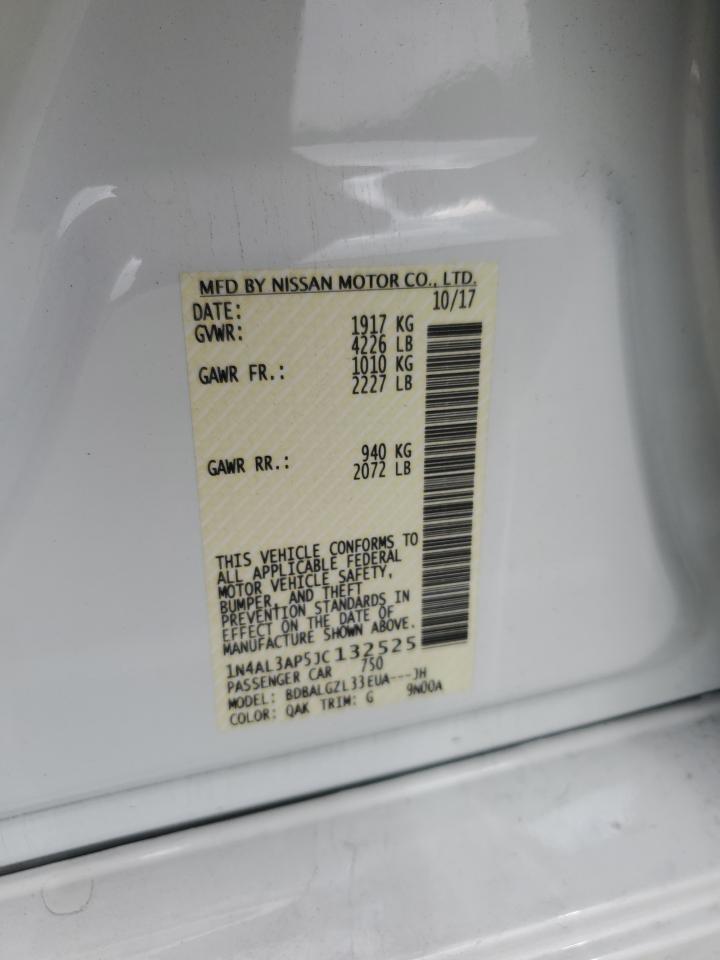 MFD BY NISSAN MOTOR CO., LTD.
DATE: 10/17
GVWR: 1917 KG
4226 LB
GAWR FR.: 1010 KG
2227 LB
GAWR RR.: 940 KG
2072 LB
THIS VEHICLE CONFORMS TO
ALL APPLICABLE FEDERAL
MOTOR VEHICLE SAFETY,
BUMPER, AND THEFT
PREVENTION STANDARDS IN
EFFECT ON THE DATE OF
MANUFACTURE SHOWN ABOVE.
1N4AL3AP5JC132525
PASSENGER CAR 750
MODEL: BDBALGZL33EUA---JH
COLOR: QAK TRIM: G 9N00A